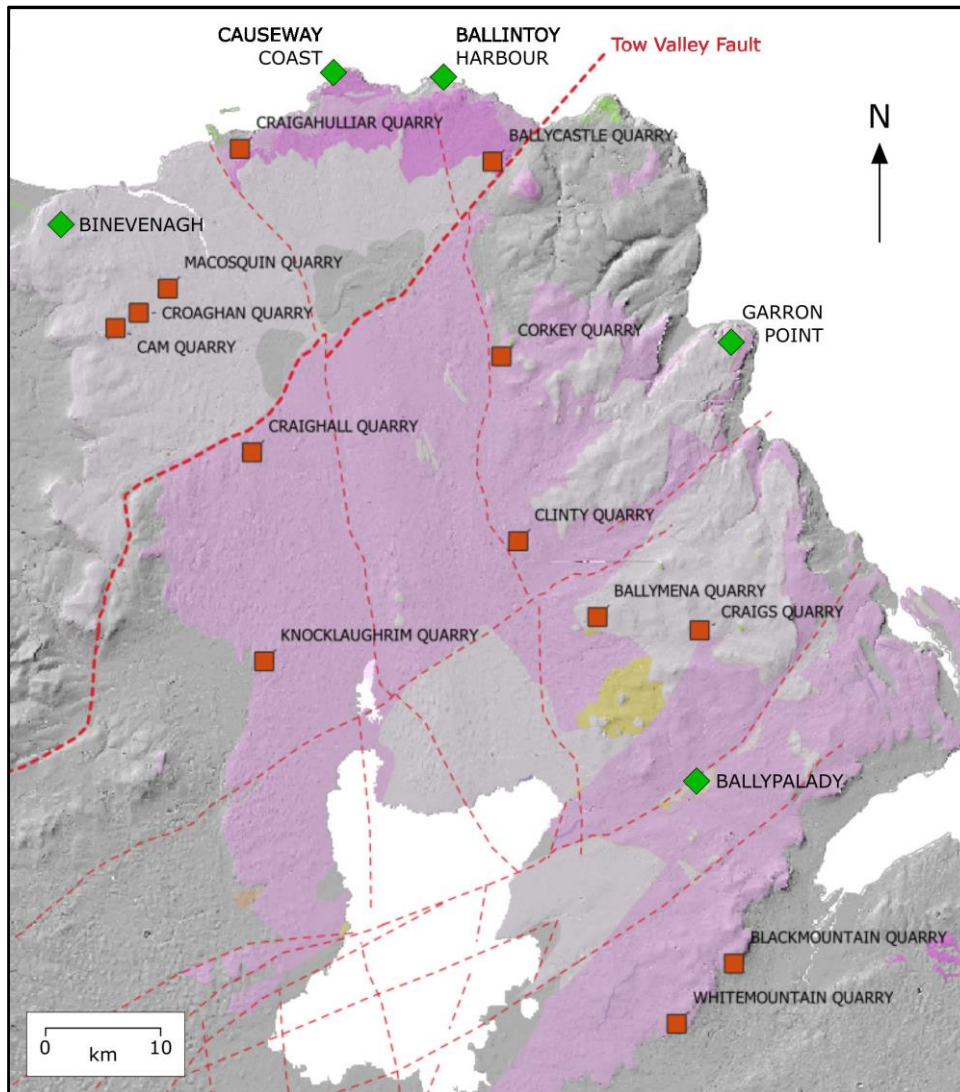 CAUSEWAY
COAST
BALLINTOY
HARBOUR
Tow Valley Fault
CRAIGAHULLIAR QUARRY
BALLYCASTLE QUARRY
N
BINEVENAGH
MACOSQUIN QUARRY
CROAGHAN QUARRY
CAM QUARRY
GARRON
POINT
CORKEY QUARRY
CRAIGHALL QUARRY
CLINTY QUARRY
BALLYMENA QUARRY
CRAIGS QUARRY
KNOCKLAUGHRIM QUARRY
BALLYPALADY
BLACKMOUNTAIN QUARRY
WHITEMOUNTAIN QUARRY
0 10
km